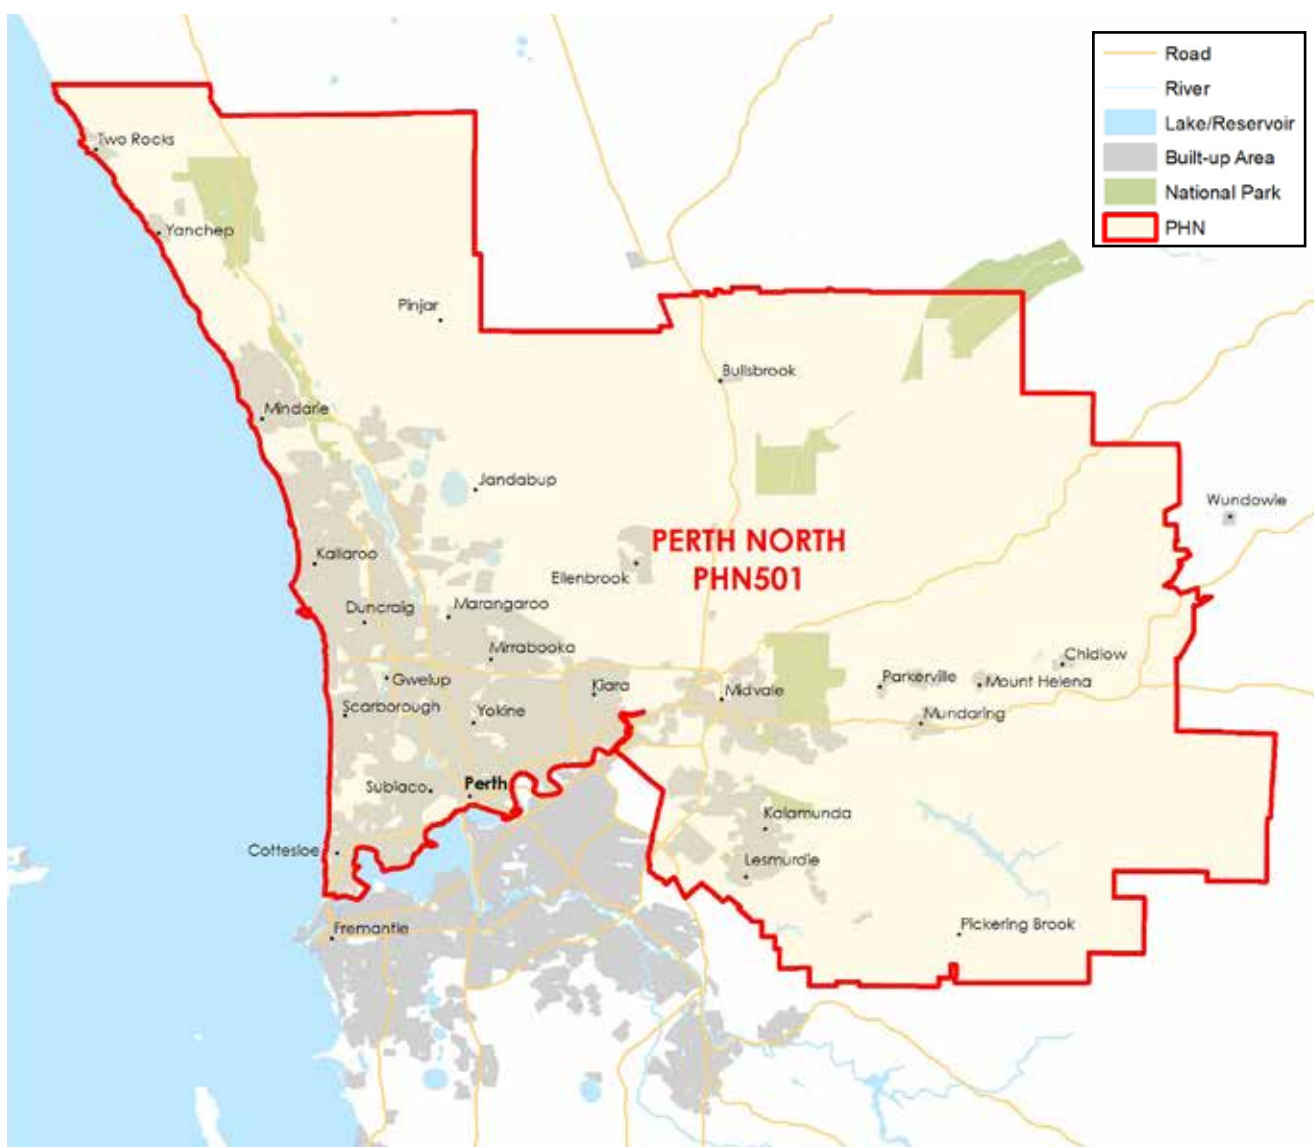 Road
River
Lake/Reservoir
Built-up Area
National Park
PHN
Two Rocks
Yanchep
Pinjar
Bullsbrook
Mindarie
Jandabup
Wundowie
PERTH NORTH
PHN501
Kallaroo
Ellenbrook
Duncraig
Marangaroo
Mirrabooka
Chidlow
Gwelup
Kiara
Midvale
Parkerville
Mount Helena
Scarborough
Yokine
Mundaring
Subiaco
Perth
Kalamunda
Cottesloe
Lesmurdie
Fremantle
Pickering Brook